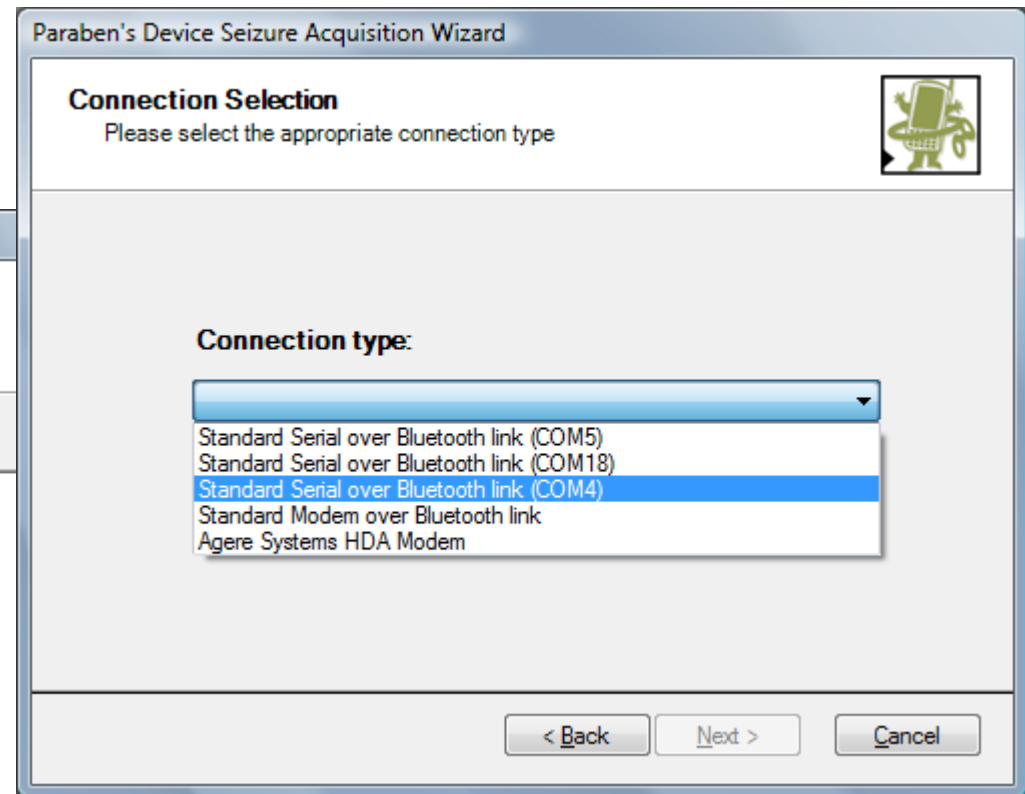 Paraben's Device Seizure Acquisition Wizard
Connection Selection
Please select the appropriate connection type
Connection type:
Standard Serial over Bluetooth link (COM5)
Standard Serial over Bluetooth link (COM18)
Standard Serial over Bluetooth link (COM4)
Standard Modem over Bluetooth link
Agere Systems HDA Modem
< Back Next > Cancel